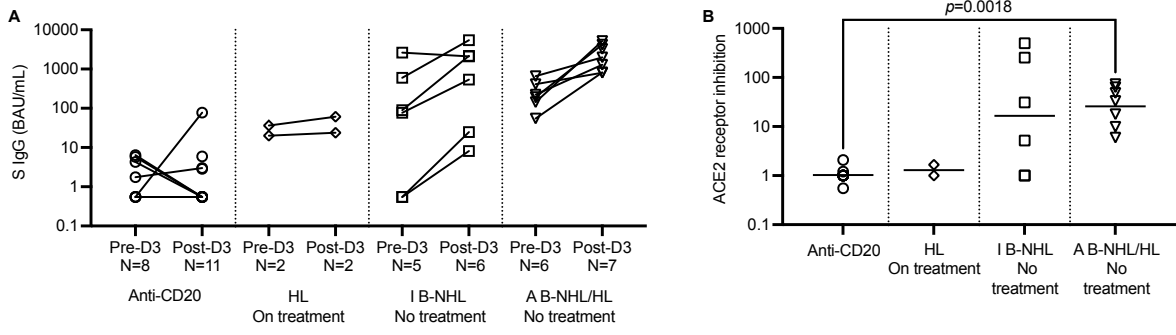 A
S IgG (BAU/mL)
10000
1000
100
10
1
0.1
Pre-D3 Post-D3 Pre-D3 Post-D3 Pre-D3 Post-D3 Pre-D3 Post-D3
N=8 N=11 N=2 N=2 N=5 N=6 N=6 N=7
Anti-CD20 HL I B-NHL A B-NHL/HL
On treatment No treatment No treatment
B
p=0.0018
ACE2 receptor inhibition
1000
100
10
1
0.1
Anti-CD20 HL I B-NHL A B-NHL/HL
On treatment No No
treatment treatment